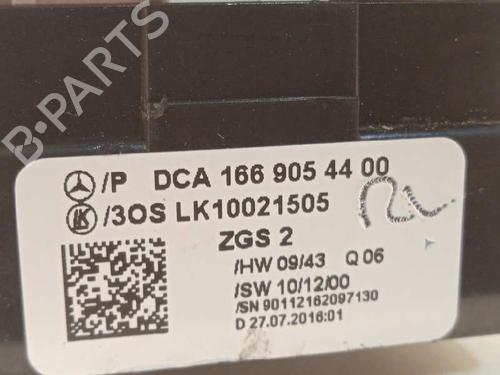 B-PARTS
/P DCA 166 905 44 00
LK /3OS LK10021505
ZGS 2
/HW 09/43 Q 06
/SW 10/12/00
/SN 90112162097130
D 27.07.2016:01